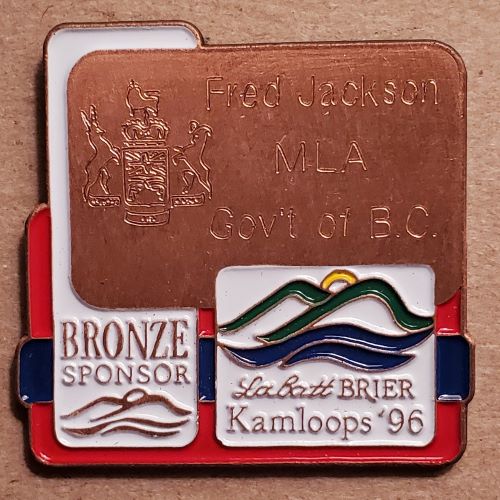 Fred Jackson
MLA
Gov't of B.C.
BRONZE
SPONSOR
Labatt BRIER
Kamloops '96